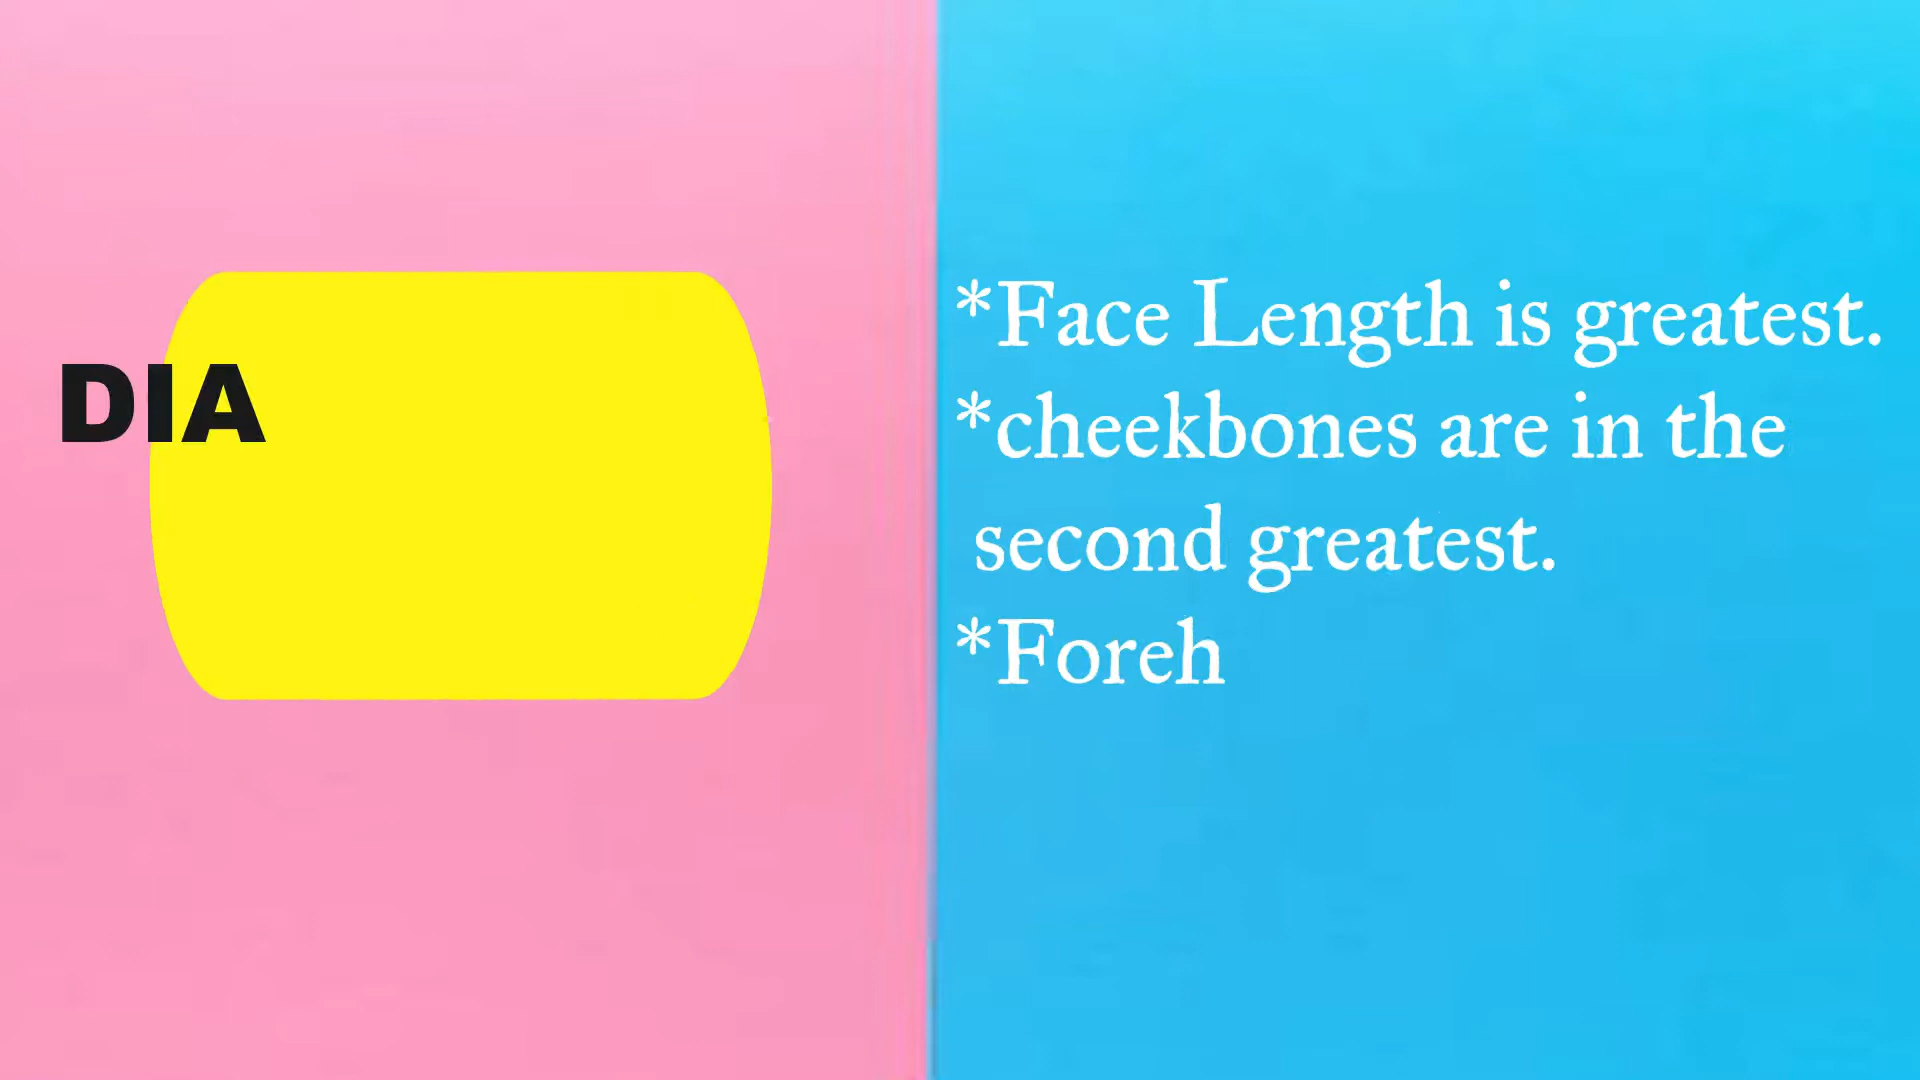 DIA
*Face Length is greatest.
*cheekbones are in the
second greatest.
*Foreh